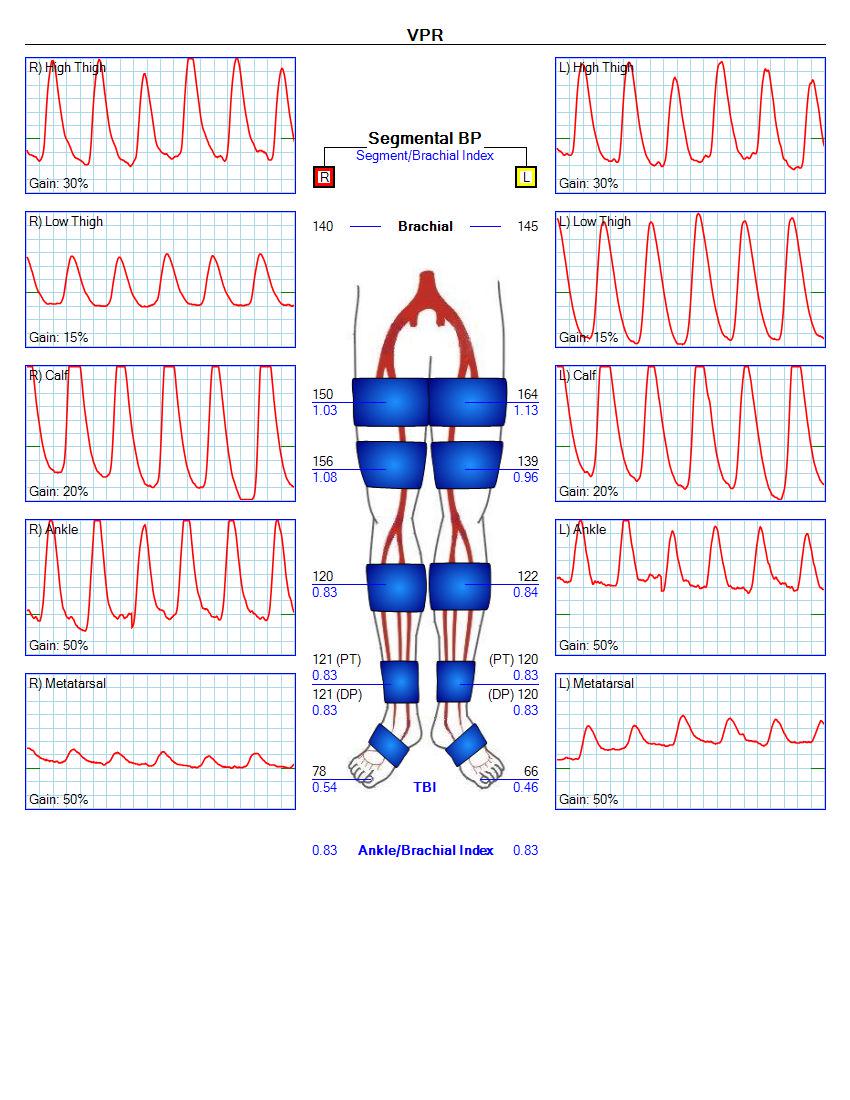 VPR
R) High Thigh
Gain: 30%
R) Low Thigh
Gain: 15%
R) Calf
Gain: 20%
R) Ankle
Gain: 50%
R) Metatarsal
Gain: 50%
Segmental BP
Segment/Brachial Index
R L
140 Brachial 145
150 164
1.03 1.13
156 139
1.08 0.96
120 122
0.83 0.84
121 (PT) (PT) 120
0.83 0.83
121 (DP) (DP) 120
0.83 0.83
78 66
0.54 TBI 0.46
0.83 Ankle/Brachial Index 0.83
L) High Thigh
Gain: 30%
L) Low Thigh
Gain: 15%
L) Calf
Gain: 20%
L) Ankle
Gain: 50%
L) Metatarsal
Gain: 50%